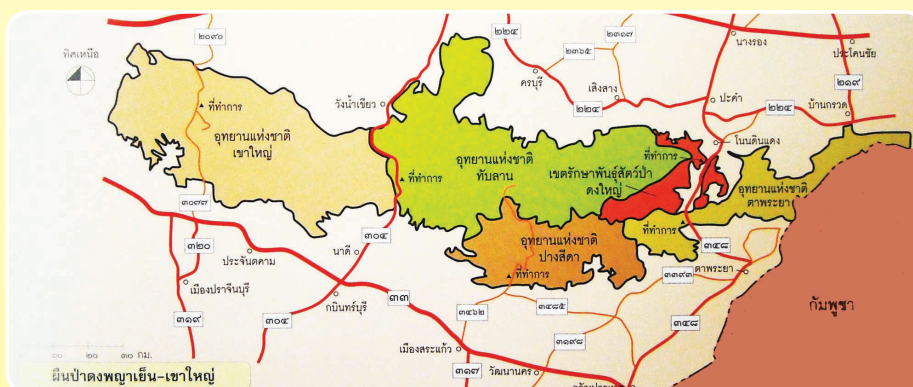 ๒๐๙๐
๒๒๔
๒๓๖๕
๒๓๑๗
นางรอง
ประโคนชัย
ทิศเหนือ
ครบุรี
เสิงสาง
๒๑๙
ที่ทำการ
วังน้ำเขียว
๒๒๔
ปะคำ
๒๒๔
บ้านกรวด
อุทยานแห่งชาติ
เขาใหญ่
โนนดินแดง
อุทยานแห่งชาติ
ทับลาน
ที่ทำการ
เขตรักษาพันธุ์สัตว์ป่า
ดงใหญ่
ที่ทำการ
อุทยานแห่งชาติ
ตาพระยา
๓๐๗๗
๓๐๔
อุทยานแห่งชาติ
ปางสีดา
ที่ทำการ
๓๔๘
๓๒๐
ประจันตคาม
นาดี
ที่ทำการ
๓๓๙๓
ตาพระยา
เมืองปราจีนบุรี
กบินทร์บุรี
๓๓
๓๔๖๒
๓๔๘๕
กัมพูชา
๓๑๙
๓๐๔
๓๔๘
เมืองสระแก้ว
๓๑๙๘
๒๐ ๓๐ กม.
ผืนป่าดงพญาเย็น-เขาใหญ่
๓๑๗
วัฒนานคร